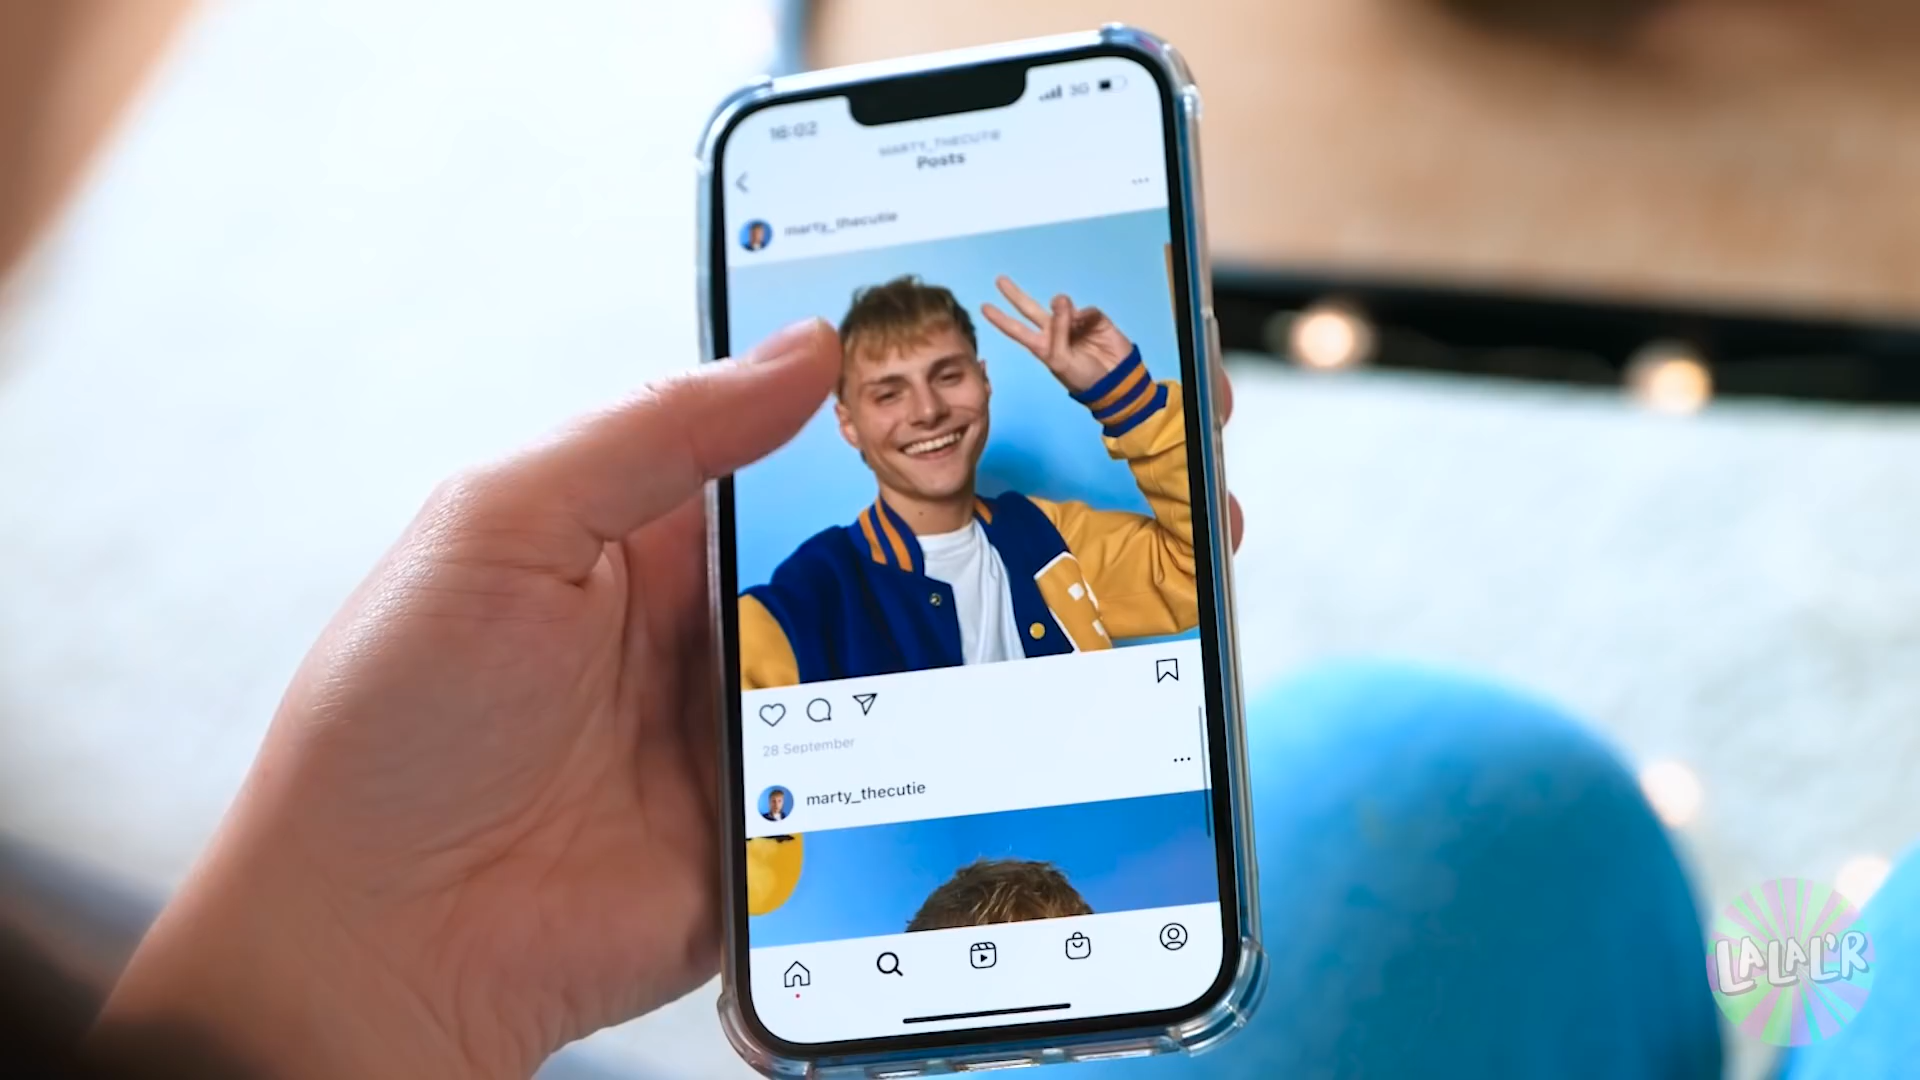 16:02
3G
MARTY_THECUTIE
Posts
marty_thecutie
28 September
marty_thecutie
LALAL'R